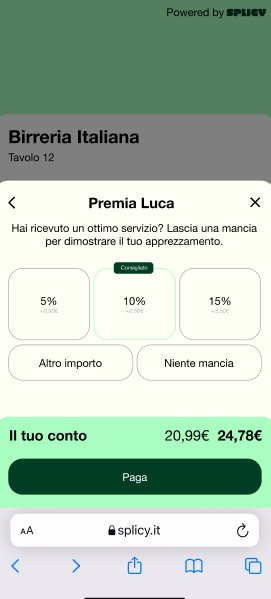 Powered by SPLICY
Birreria Italiana
Tavolo 12
Premia Luca
Hai ricevuto un ottimo servizio? Lascia una mancia
per dimostrare il tuo apprezzamento.
Consigliato
5% 10% 15%
+2,50€ +3,50€
Altro importo Niente mancia
Il tuo conto 20,99€ 24,78€
Paga
AA splicy.it